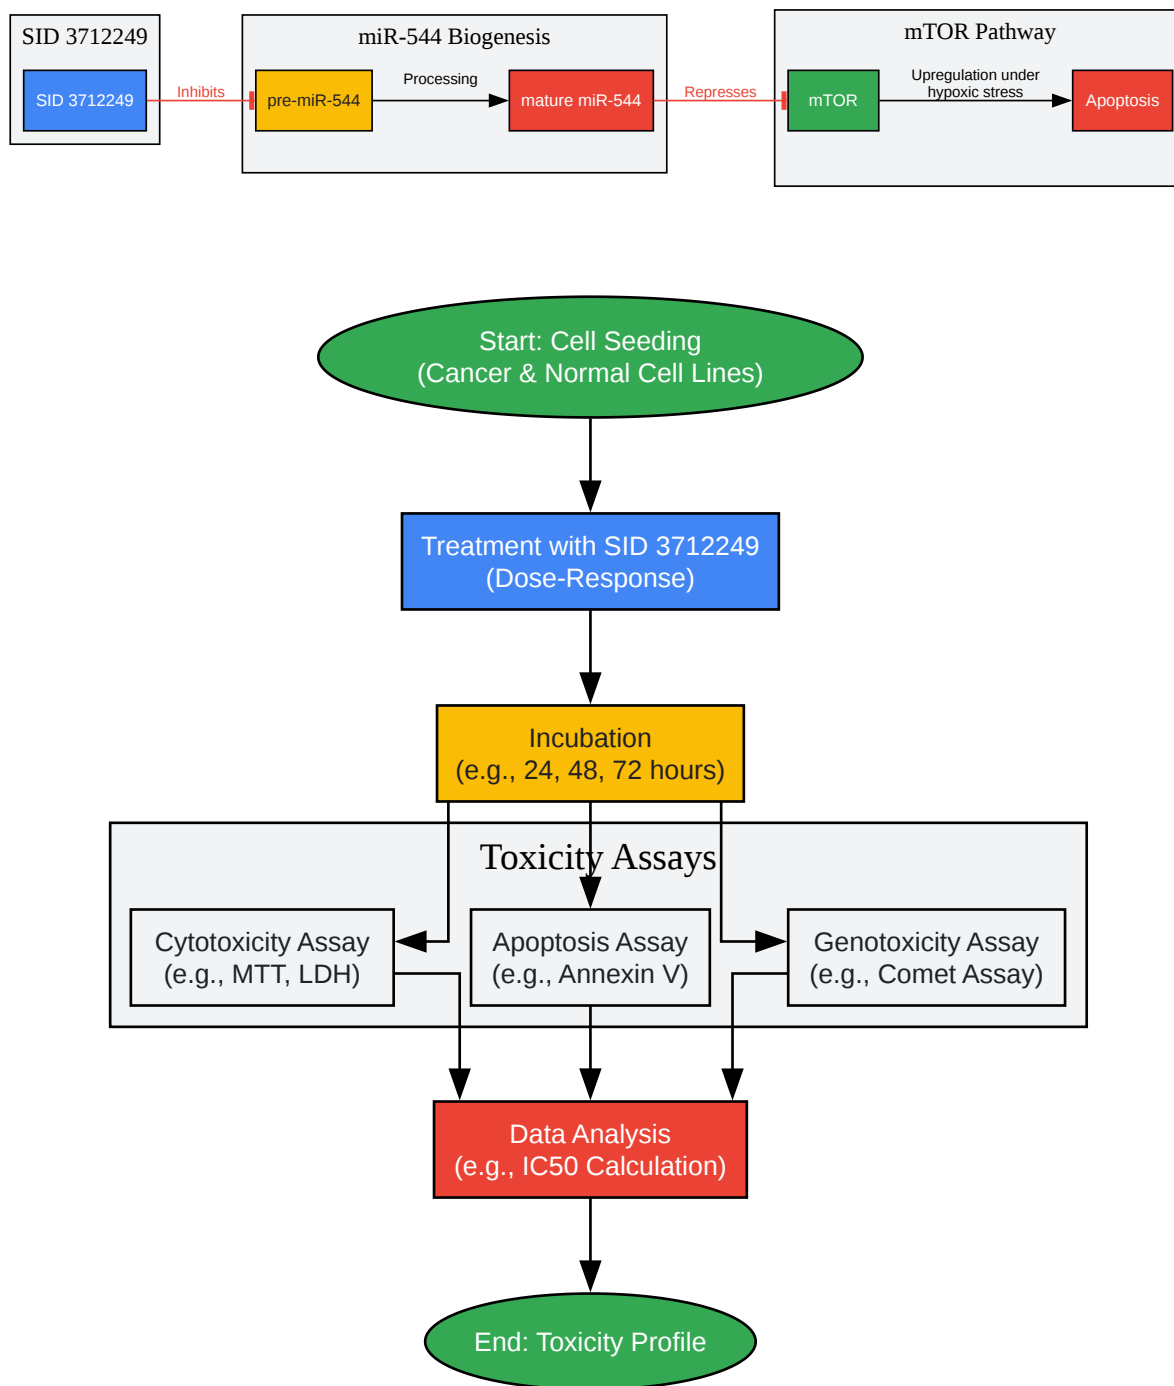 SID 3712249
miR-544 Biogenesis
mTOR Pathway
SID 3712249
Inhibits
pre-miR-544
Processing
mature miR-544
Represses
mTOR
Upregulation under
hypoxic stress
Apoptosis
Start: Cell Seeding
(Cancer & Normal Cell Lines)
Treatment with SID 3712249
(Dose-Response)
Incubation
(e.g., 24, 48, 72 hours)
Toxicity Assays
Cytotoxicity Assay
(e.g., MTT, LDH)
Apoptosis Assay
(e.g., Annexin V)
Genotoxicity Assay
(e.g., Comet Assay)
Data Analysis
(e.g., IC50 Calculation)
End: Toxicity Profile